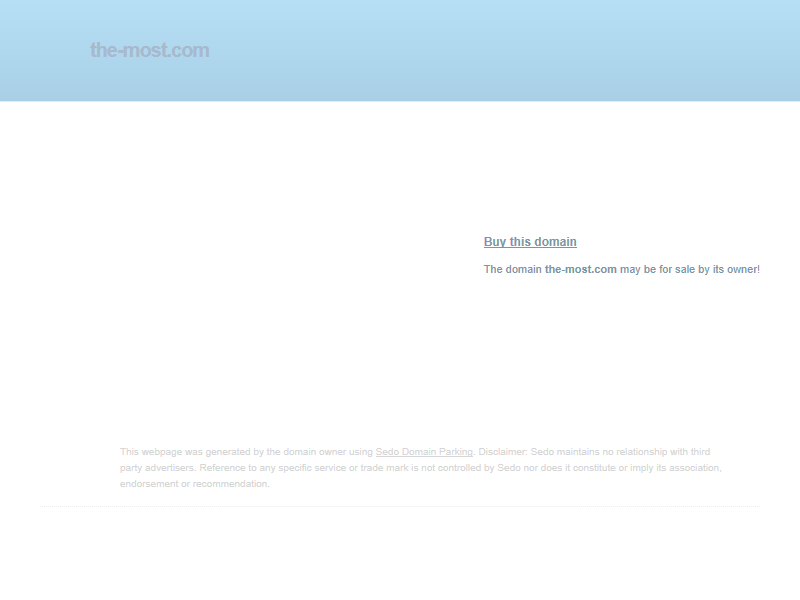 the-most.com
Buy this domain
The domain the-most.com may be for sale by its owner!
This webpage was generated by the domain owner using Sedo Domain Parking. Disclaimer: Sedo maintains no relationship with third
party advertisers. Reference to any specific service or trade mark is not controlled by Sedo nor does it constitute or imply its association,
endorsement or recommendation.